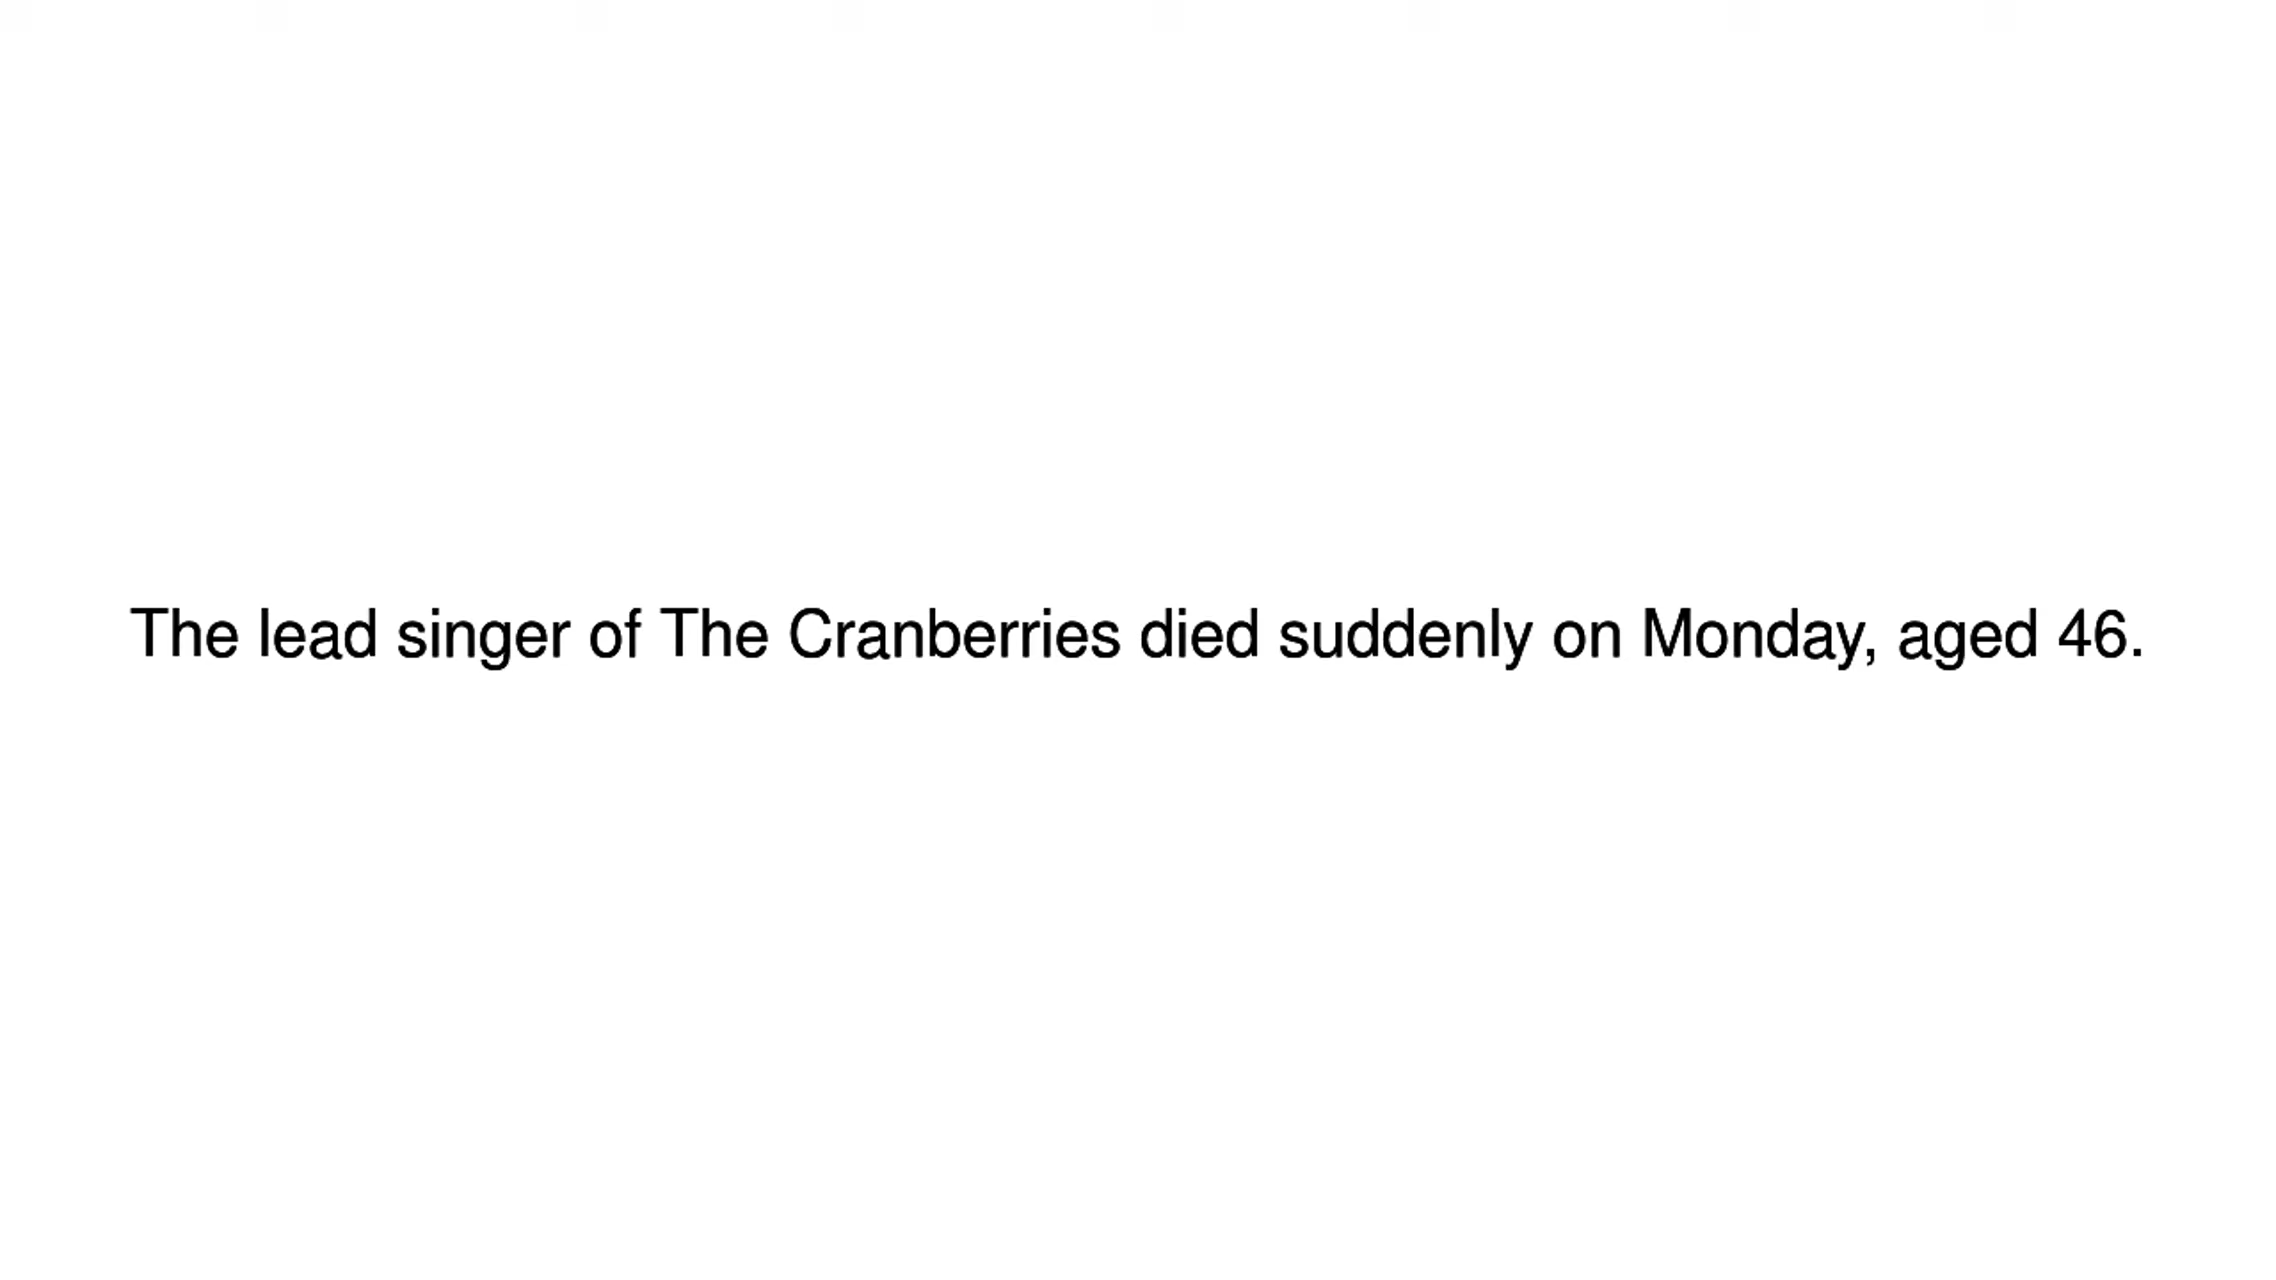 The lead singer of The Cranberries died suddenly on Monday, aged 46.